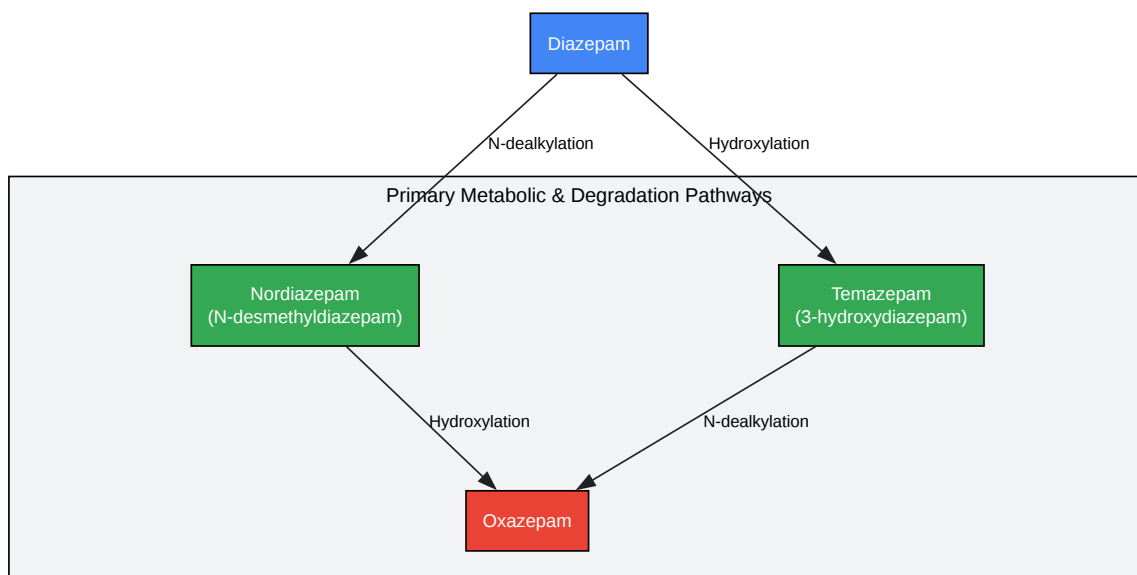 Diazepam
N-dealkylation
Hydroxylation
Primary Metabolic & Degradation Pathways
Nordiazepam
(N-desmethyldiazepam)
Temazepam
(3-hydroxydiazepam)
Hydroxylation
N-dealkylation
Oxazepam